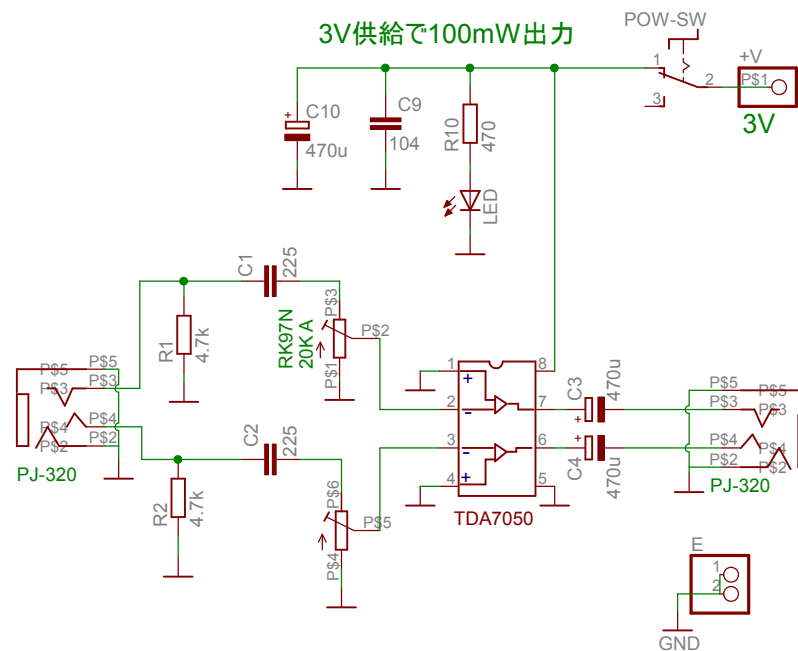 3V供給で100mW出力
POW-SW
1
2
3
+V
P$1
3V
C10
470u
C9
104
R10
470
LED
C1
225
R1
4.7k
RK97N
20K A
P$3
P$2
P$1
P$5
P$3
P$4
P$2
P$5
P$3
P$4
P$2
PJ-320
C2
225
R2
4.7k
P$6
P$5
P$4
1
2
3
4
8
7
6
5
+
-
-
+
TDA7050
C3
470u
C4
470u
P$5
P$3
P$4
P$2
P$5
P$3
P$4
P$2
PJ-320
E
1
2
GND